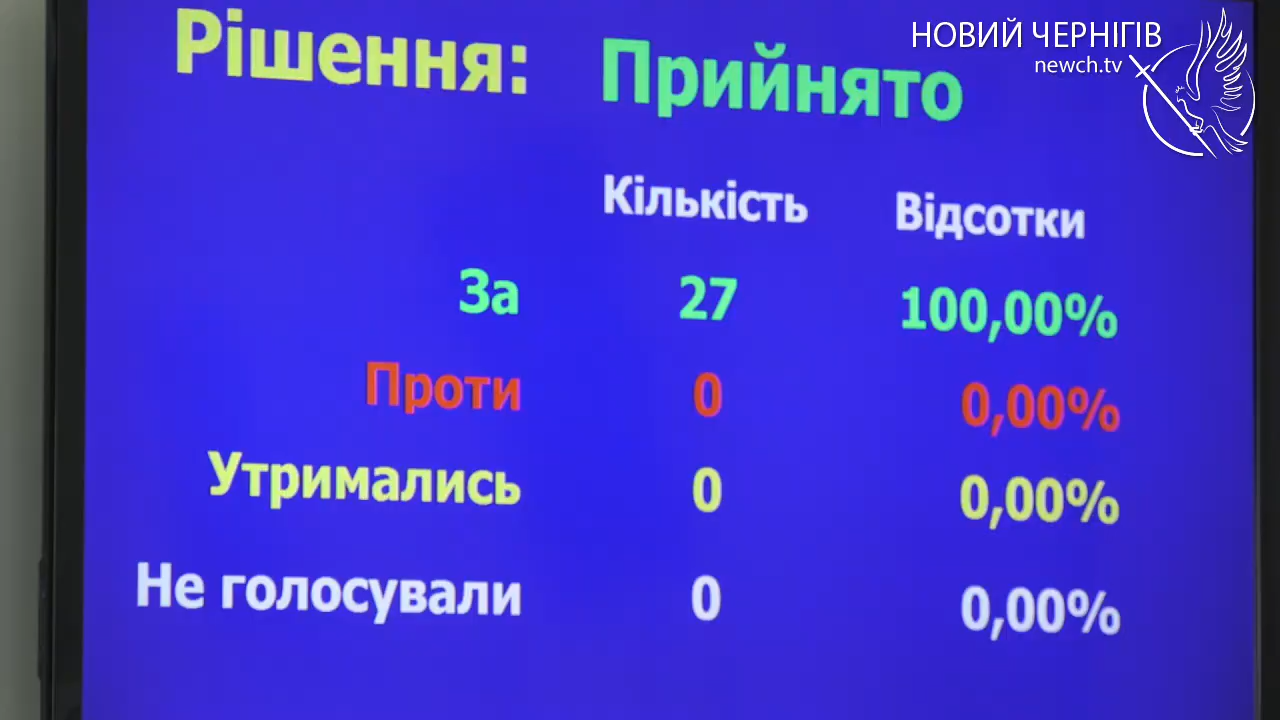 НОВИЙ ЧЕРНІГІВ
newch.tv
Рішення: Прийнято
Кількість Відсотки
За 27 100,00%
Проти 0 0,00%
Утримались 0 0,00%
Не голосували 0 0,00%